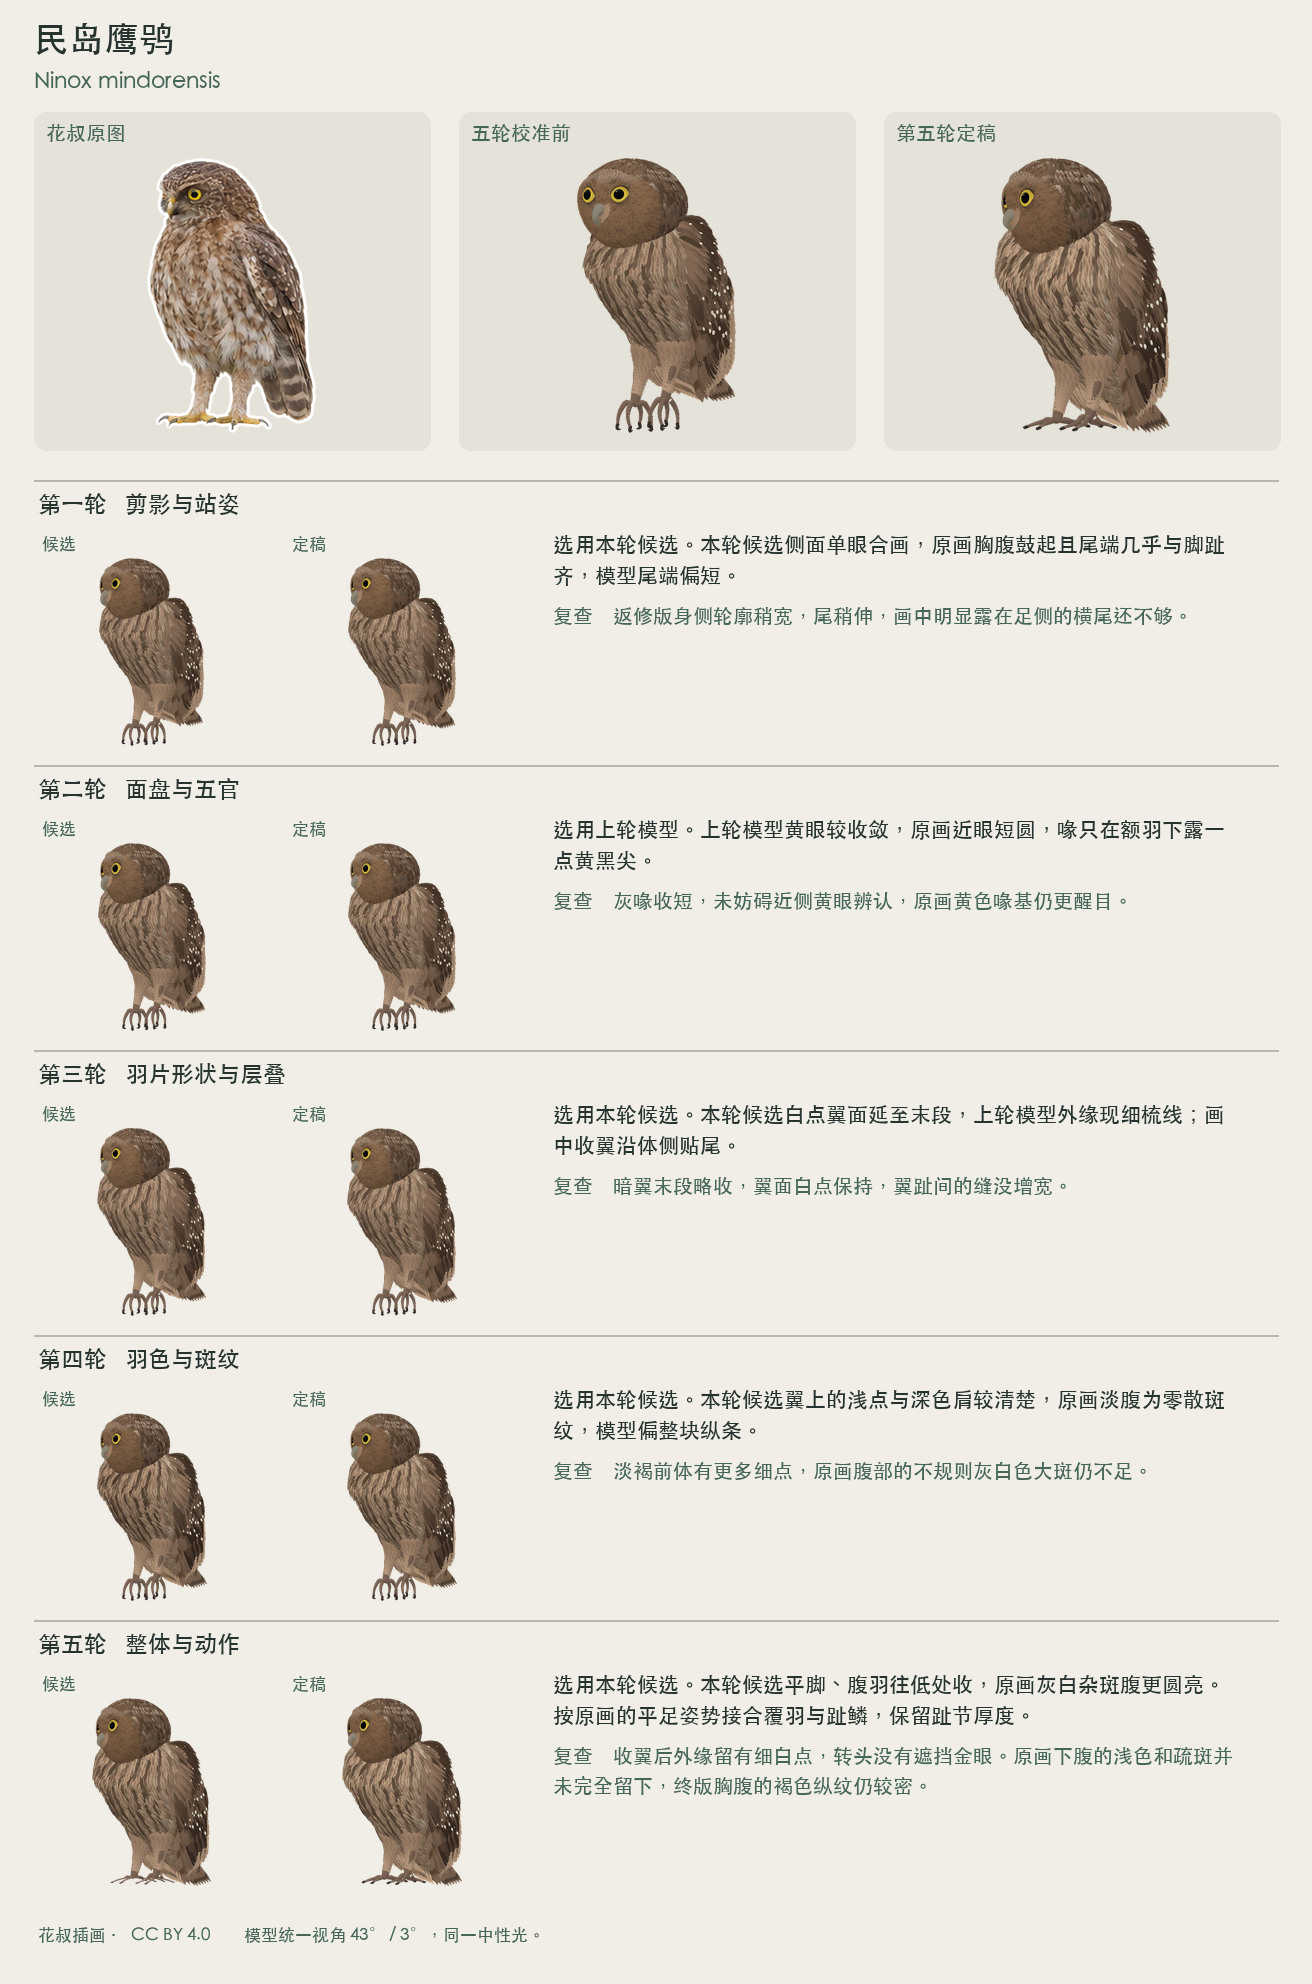 民岛鹰鸮
Ninox mindorensis
花叔原图
五轮校准前
第五轮定稿
第一轮 剪影与站姿
候选
定稿
选用本轮候选。本轮候选侧面单眼合画，原画胸腹鼓起且尾端几乎与脚趾
齐，模型尾端偏短。
复查 返修版身侧轮廓稍宽，尾稍伸，画中明显露在足侧的横尾还不够。
第二轮 面盘与五官
候选
定稿
选用上轮模型。上轮模型黄眼较收敛，原画近眼短圆，喙只在额羽下露一
点黄黑尖。
复查 灰喙收短，未妨碍近侧黄眼辨认，原画黄色喙基仍更醒目。
第三轮 羽片形状与层叠
候选
定稿
选用本轮候选。本轮候选白点翼面延至末段，上轮模型外缘现细梳线；画
中收翼沿体侧贴尾。
复查 暗翼末段略收，翼面白点保持，翼趾间的缝没增宽。
第四轮 羽色与斑纹
候选
定稿
选用本轮候选。本轮候选翼上的浅点与深色肩较清楚，原画淡腹为零散斑
纹，模型偏整块纵条。
复查 淡褐前体有更多细点，原画腹部的不规则灰白色大斑仍不足。
第五轮 整体与动作
候选
定稿
选用本轮候选。本轮候选平脚、腹羽往低处收，原画灰白杂斑腹更圆亮。
按原画的平足姿势接合覆羽与趾鳞，保留趾节厚度。
复查 收翼后外缘留有细白点，转头没有遮挡金眼。原画下腹的浅色和疏斑并
未完全留下，终版胸腹的褐色纵纹仍较密。
花叔插画· CC BY 4.0 模型统一视角 43° / 3°，同一中性光。